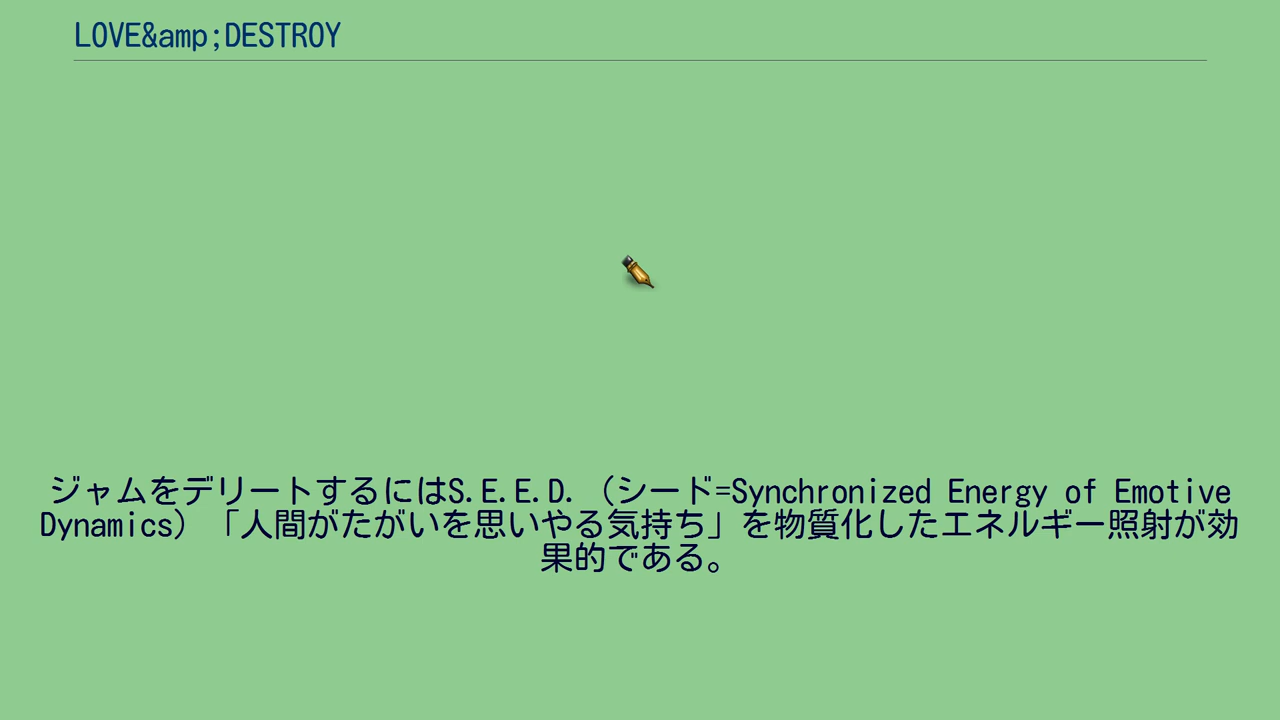 LOVE&amp;DESTROY
ジャムをデリートするにはS.E.E.D.（シード=Synchronized Energy of Emotive
Dynamics）「人間がたがいを思いやる気持ち」を物質化したエネルギー照射が効
果的である。